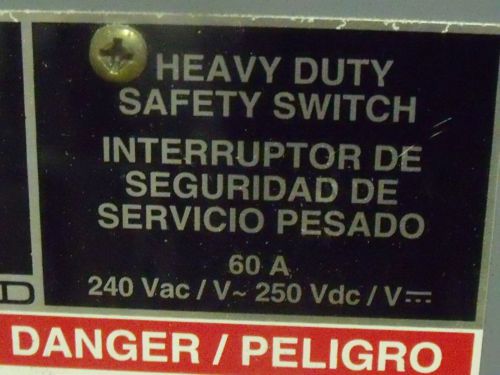 HEAVY DUTY
SAFETY SWITCH
INTERRUPTOR DE
SEGURIDAD DE
SERVICIO PESADO
60 A
240 Vac / V~ 250 Vdc / V⎓
DANGER / PELIGRO